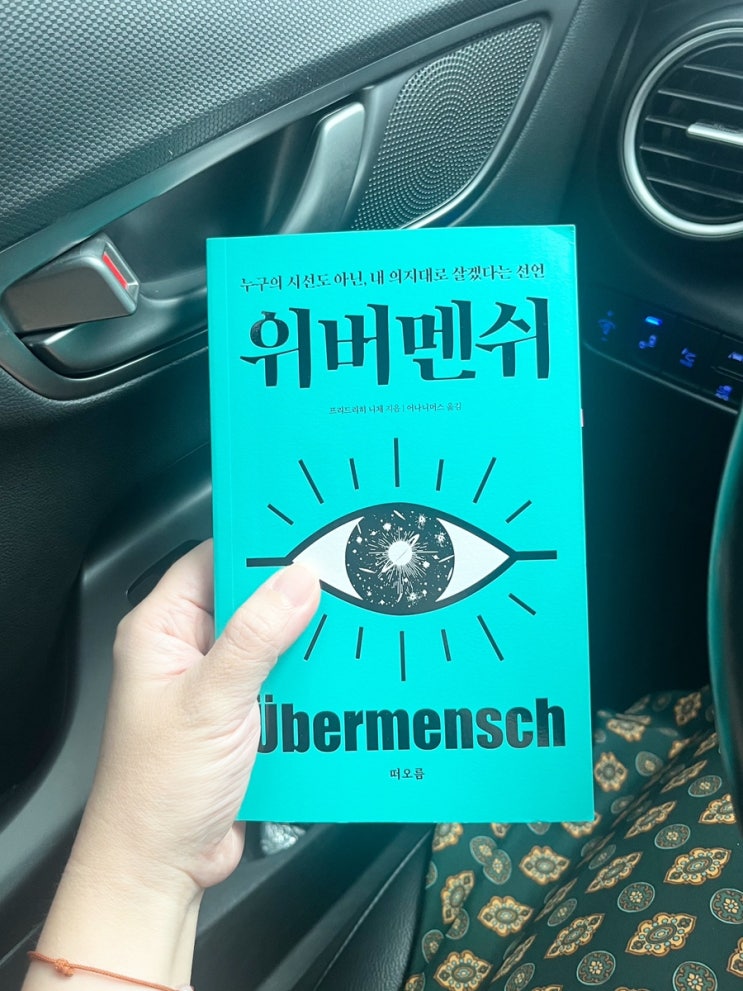 누구의 시선도 아닌, 내 의지대로 살겠다는 선언
위버멘쉬
프리드리히 니체 지음 | 어나니머스 옮김
Übermensch
떠오름